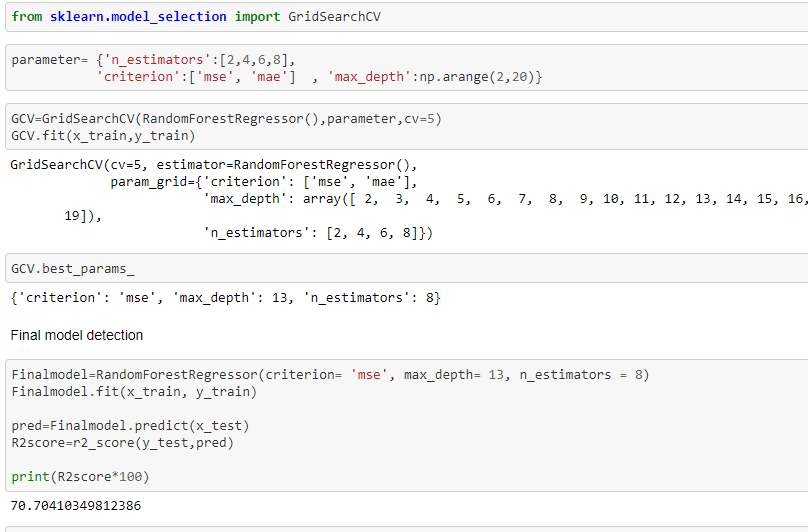 from sklearn.model_selection import GridSearchCV
parameter= {'n_estimators':[2,4,6,8],
'criterion':['mse', 'mae']  , 'max_depth':np.arange(2,20)}
GCV=GridSearchCV(RandomForestRegressor(),parameter,cv=5)
GCV.fit(x_train,y_train)
GridSearchCV(cv=5, estimator=RandomForestRegressor(),
param_grid={'criterion': ['mse', 'mae'],
'max_depth': array([ 2,  3,  4,  5,  6,  7,  8,  9, 10, 11, 12, 13, 14, 15, 16,
19]),
'n_estimators': [2, 4, 6, 8]})
GCV.best_params_
{'criterion': 'mse', 'max_depth': 13, 'n_estimators': 8}
Final model detection
Finalmodel=RandomForestRegressor(criterion= 'mse', max_depth= 13, n_estimators = 8)
Finalmodel.fit(x_train, y_train)
pred=Finalmodel.predict(x_test)
R2score=r2_score(y_test,pred)
print(R2score*100)
70.70410349812386